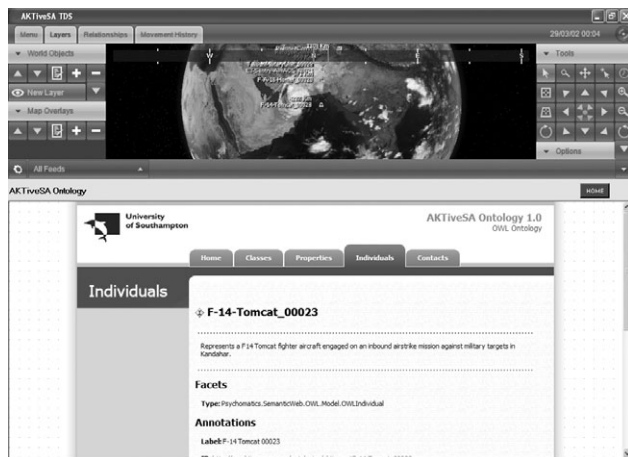 AKTiveSA TDS
Menu Layers Relationships Movement History
29/03/02 00:04
World Objects
Tools
New Layer
Map Overlays
F-14-Tomcat_00028
Options
All Feeds
AKTiveSA Ontology
HOME
University
of Southampton
AKTiveSA Ontology 1.0
OWL Ontology
Home Classes Properties Individuals Contacts
Individuals
F-14-Tomcat_00023
Represents a F14 Tomcat fighter aircraft engaged on an inbound airstrike mission against military targets in
Kandahar.
Facets
Type: Psychomatics.SemanticWeb.OWL.Model.OWLIndividual
Annotations
Label: F-14 Tomcat 00023